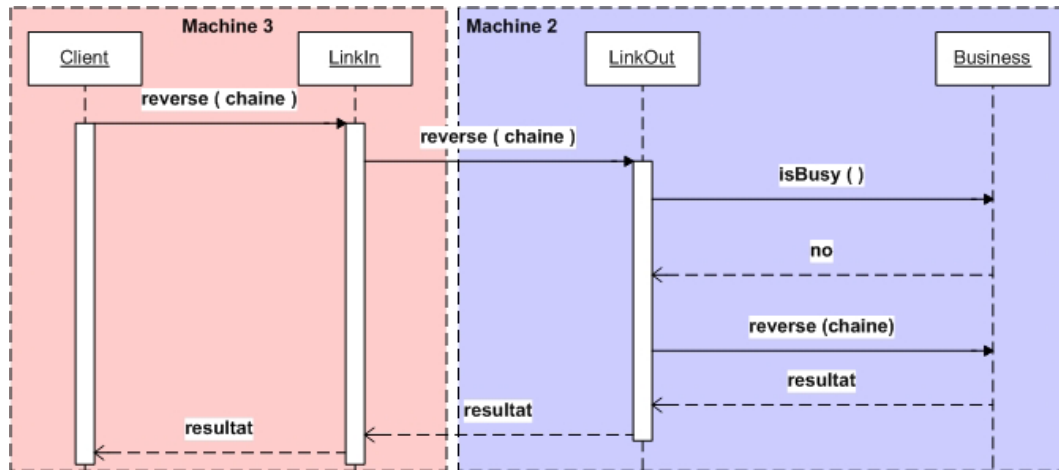 Machine 3
Machine 2
Client
LinkIn
LinkOut
Business
reverse ( chaine )
reverse ( chaine )
isBusy ( )
no
reverse (chaine)
resultat
resultat
resultat